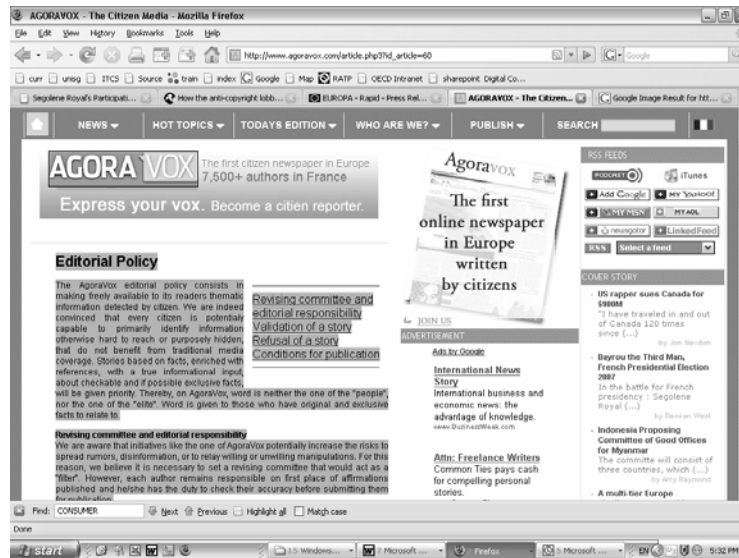 AGORAVOX - The Citizen Media - Mozilla Firefox
File Edit View History Bookmarks Tools Help
http://www.agoravox.com/article.php3?id_article=60
Google
curr unisg ITCS Source train index Google Map RATP OECD Intranet sharepoint Digital Co...
Segolene Royal's Participati... How the anti-copyright lobb... EUROPA - Rapid - Press Rel... AGORAVOX - The Citizen... Google Image Result for htt...
NEWS HOT TOPICS TODAYS EDITION WHO ARE WE? PUBLISH SEARCH
AGORA VOX
The first citizen newspaper in Europe
7,500+ authors in France
Express your vox. Become a citien reporter.
Editorial Policy
The AgoraVox editorial policy consists in
making freely available to its readers thematic
information detected by citizen. We are indeed
convinced that every citizen is potentialy
capable to primarily identify information
otherwise hard to reach or purposely hidden,
that do not benefit from traditional media
coverage. Stories based on facts, enriched with
references, with a true informational input,
about checkable and if possible exclusive facts,
will be given priority. Thereby, on AgoraVox, word is neither the one of the "people",
nor the one of the "elite". Word is given to those who have original and exclusive
facts to relate to.
Revising committee and
editorial responsibility
Validation of a story
Refusal of a story
Conditions for publication
Revising committee and editorial responsibility
We are aware that initiatives like the one of AgoraVox potentially increase the risks to
spread rumors, disinformation, or to relay willing or unwilling manipulations. For this
reason, we believe it is necessary to set a revising committee that would act as a
"filter". However, each author remains responsible on first place of affirmations
published and he/she has the duty to check their accuracy before submitting them
for publication.
Agoravox
The first
online newspaper
in Europe
written
by citizens
JOIN US
ADVERTISEMENT
Ads by Google
International News
Story
International business and
economic news: the
advantage of knowledge.
www.BusinessWeek.com
Attn: Freelance Writers
Common Ties pays cash
for compelling personal
stories.
RSS FEEDS
PODCAST iTunes
Add Google MY YAHOO!
MY MSN MY AOL
newsgator LinkedFeed
RSS Select a feed
COVER STORY
US rapper sues Canada for
$900M
"I have traveled in and out
of Canada 120 times
since (...)
by Jon Newton
Bayrou the Third Man,
French Presidential Election
2007
In the battle for French
presidency : Segolene
Royal (...)
by Damian West
Indonesia Proposing
Committee of Good Offices
for Myanmar
The committe will consist of
three countries, which (...)
by Arry Raymond
A multi-tier Europe
Find: CONSUMER Next Previous Highlight all Match case
Done
start 15 Windows... 2 Microsoft ... Firefox 5 Microsoft ... EN 5:32 PM